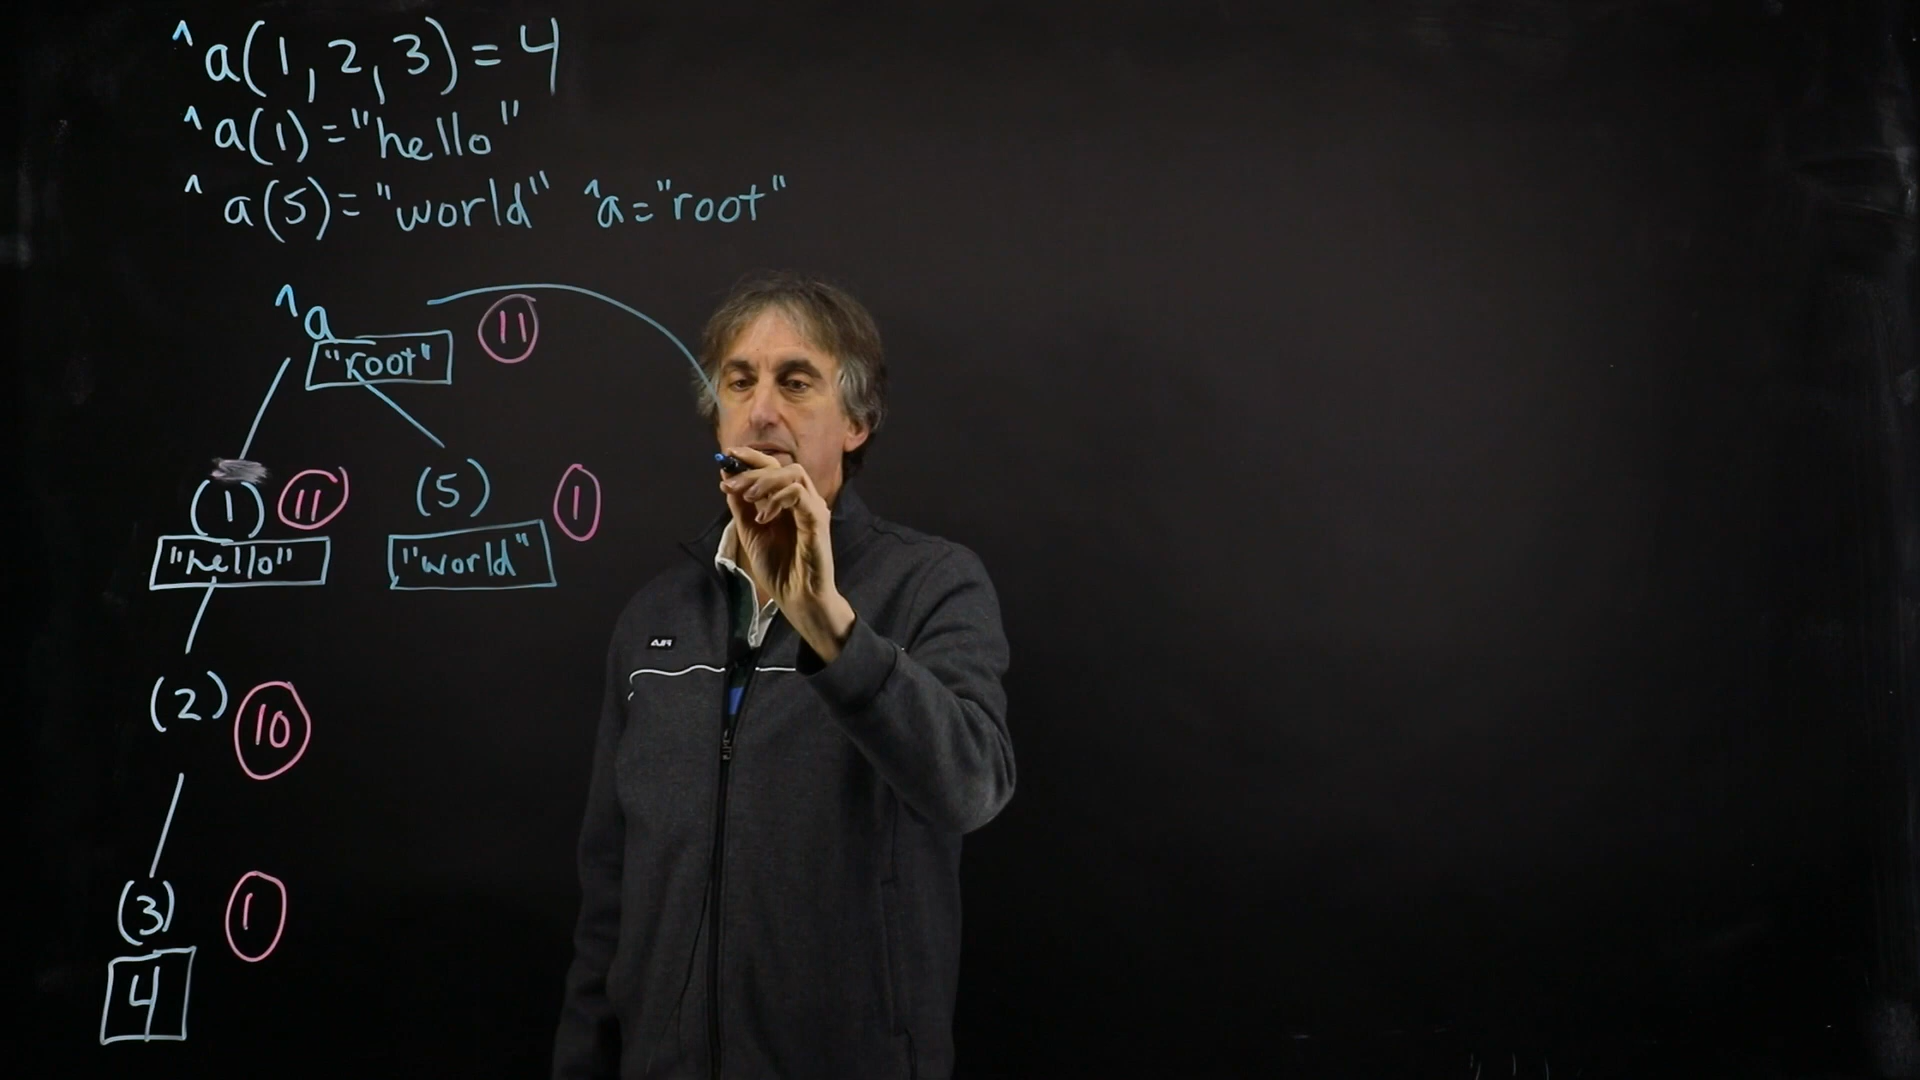 ^a(1,2,3)=4
^a(1)="hello"
^a(5)="world" ^a="root"
^a
"root" 11
(1) 11 (5) 1
"hello" "world"
(2) 10
(3) 1
4